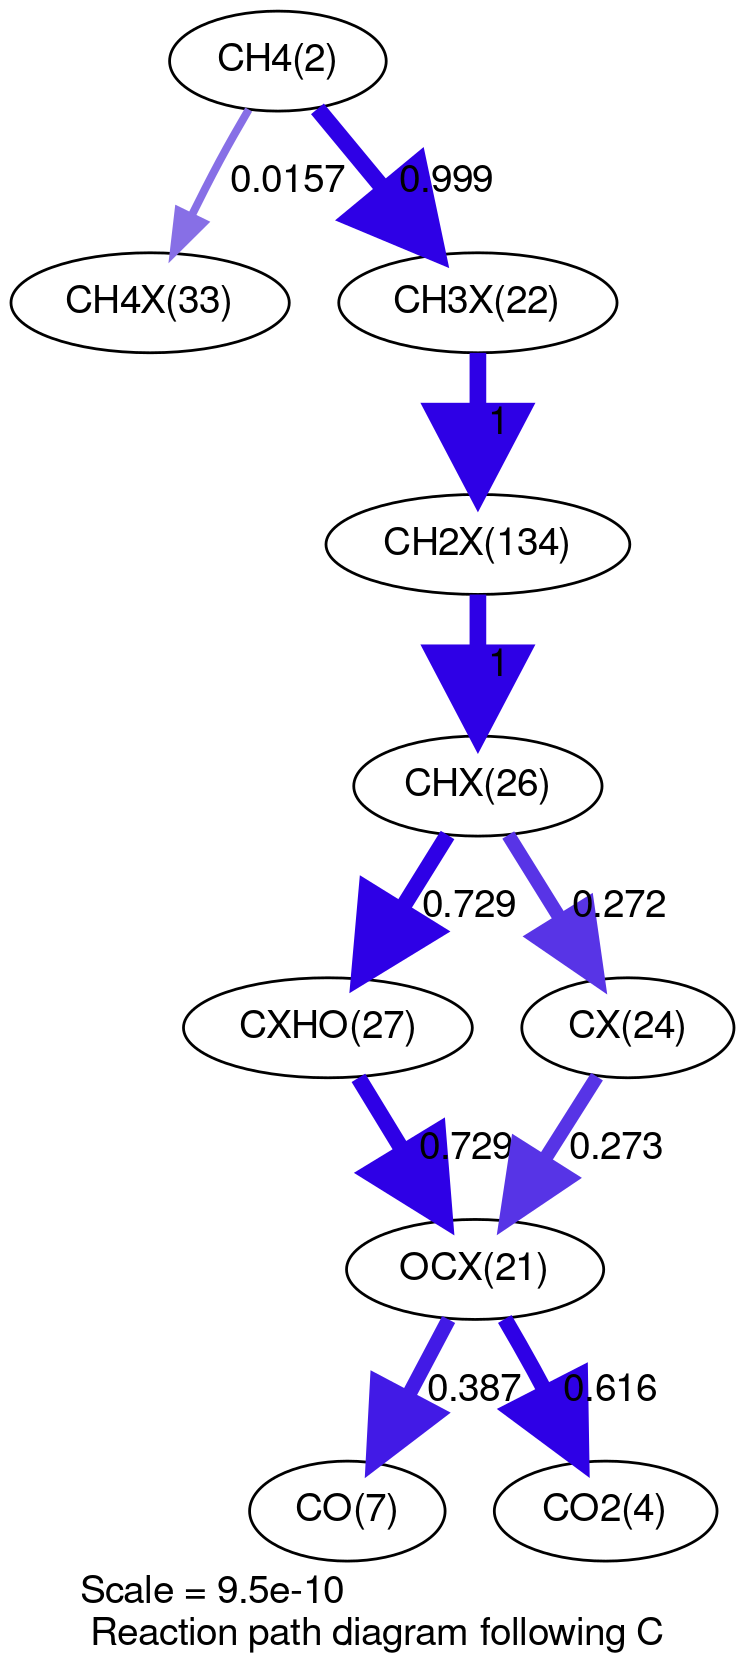 CH4(2)
0.0157
0.999
CH4X(33)
CH3X(22)
1
CH2X(134)
1
CHX(26)
0.729
0.272
CXHO(27)
CX(24)
0.729
0.273
OCX(21)
0.387
0.616
CO(7)
CO2(4)
Scale = 9.5e-10
Reaction path diagram following C